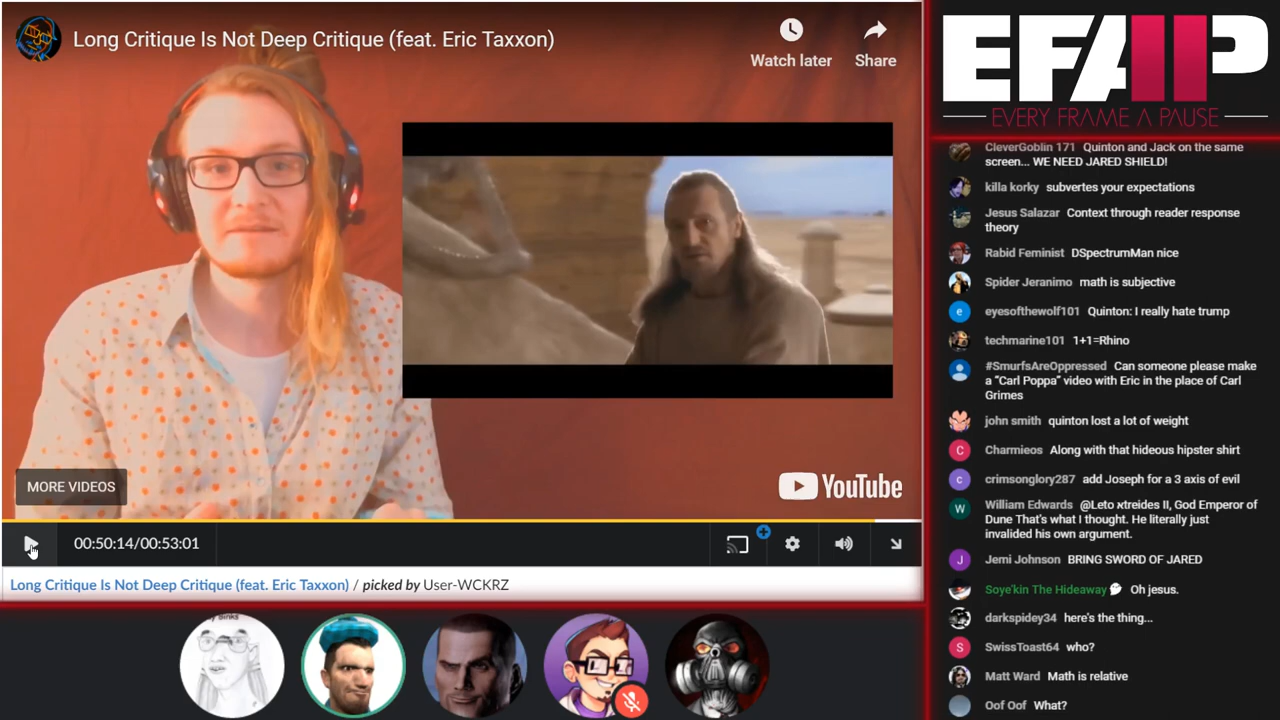 Long Critique Is Not Deep Critique (feat. Eric Taxxon)
Watch later
Share
MORE VIDEOS
YouTube
00:50:14/00:53:01
Long Critique Is Not Deep Critique (feat. Eric Taxxon) / picked by User-WCKRZ
EFAP
EVERY FRAME A PAUSE
CleverGoblin 171 Quinton and Jack on the same
screen... WE NEED JARED SHIELD!
killa korky subvertes your expectations
Jesus Salazar Context through reader response
theory
Rabid Feminist DSpectrumMan nice
Spider Jeranimo math is subjective
e
eyesofthewolf101 Quinton: I really hate trump
techmarine101 1+1=Rhino
#SmurfsAreOppressed Can someone please make
a "Carl Poppa" video with Eric in the place of Carl
Grimes
john smith quinton lost a lot of weight
C
Charmieos Along with that hideous hipster shirt
c
crimsonglory287 add Joseph for a 3 axis of evil
W
William Edwards @Leto xtreides II, God Emperor of
Dune That's what I thought. He literally just
invalided his own argument.
J
Jemi Johnson BRING SWORD OF JARED
Soye'kin The Hideaway Oh jesus.
darkspidey34 here's the thing...
S
SwissToast64 who?
Matt Ward Math is relative
Oof Oof What?